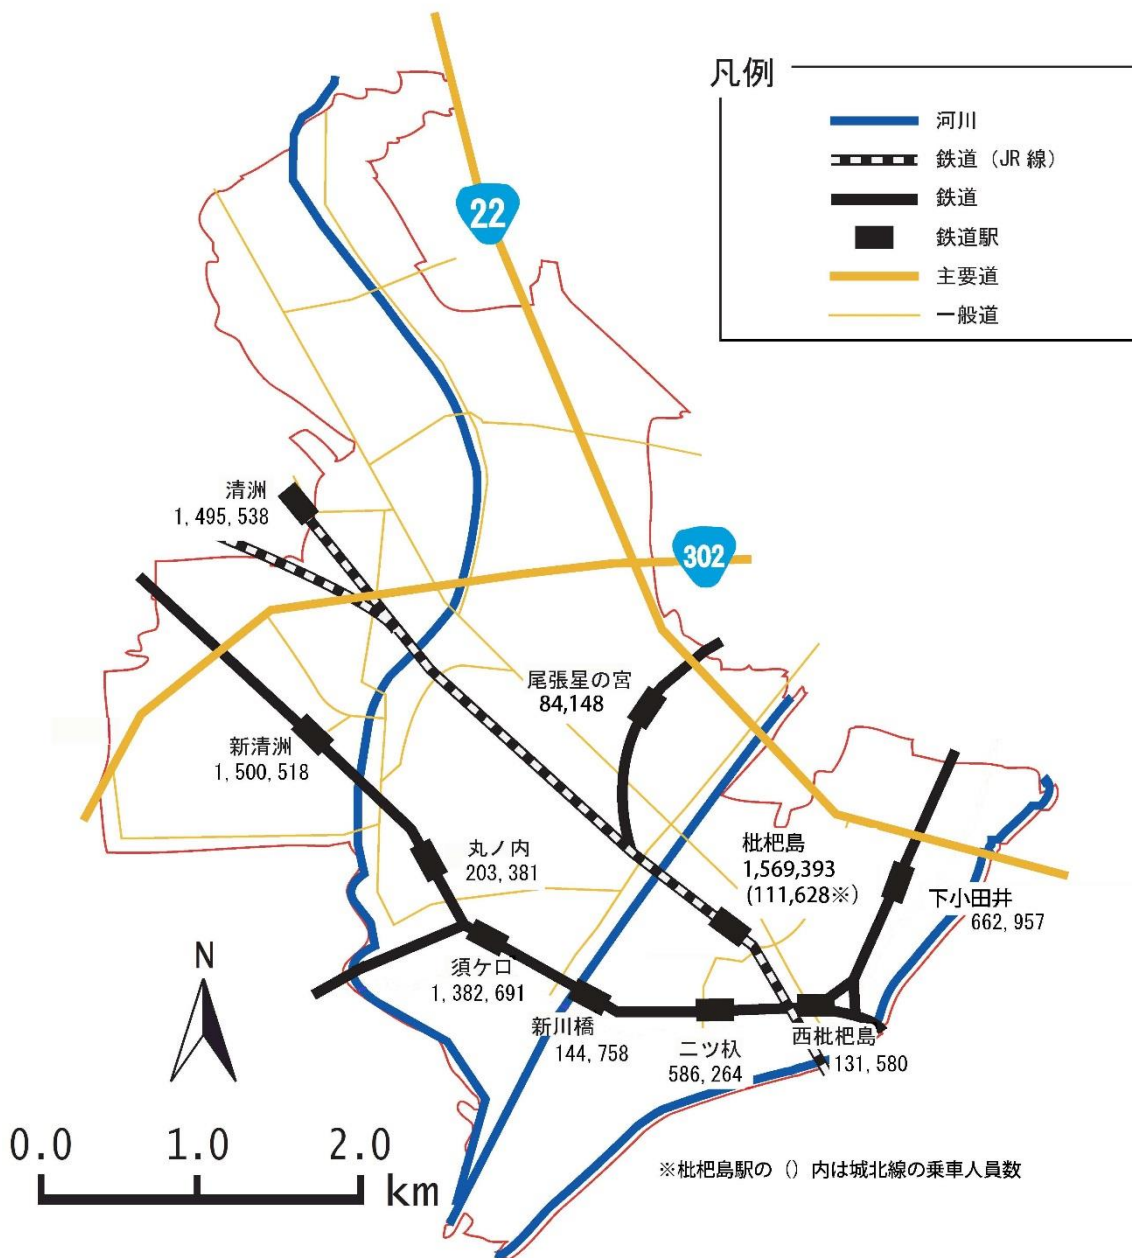 凡例
河川
鉄道（JR 線）
鉄道
鉄道駅
主要道
一般道
22
302
清洲
1,495,538
尾張星の宮
84,148
新清洲
1,500,518
丸ノ内
203,381
枇杷島
1,569,393
(111,628※)
下小田井
662,957
須ケ口
1,382,691
新川橋
144,758
二ツ杁
586,264
西枇杷島
131,580
N
0.0 1.0 2.0
km
※枇杷島駅の（）内は城北線の乗車人員数